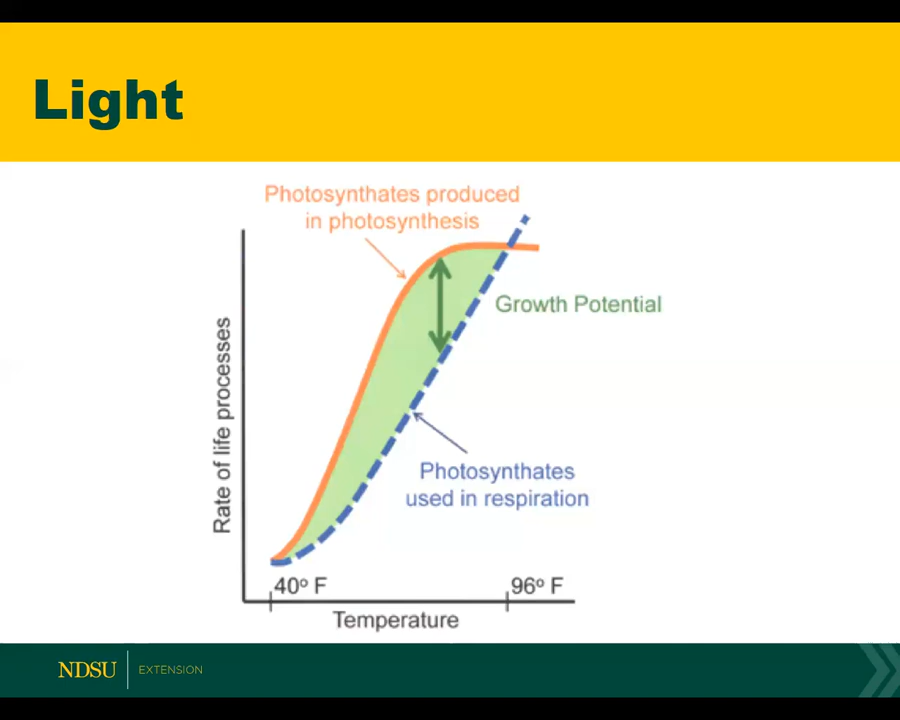 Light
Photosynthates produced
in photosynthesis
Growth Potential
Rate of life processes
Photosynthates
used in respiration
40º F
96º F
Temperature
NDSU
EXTENSION